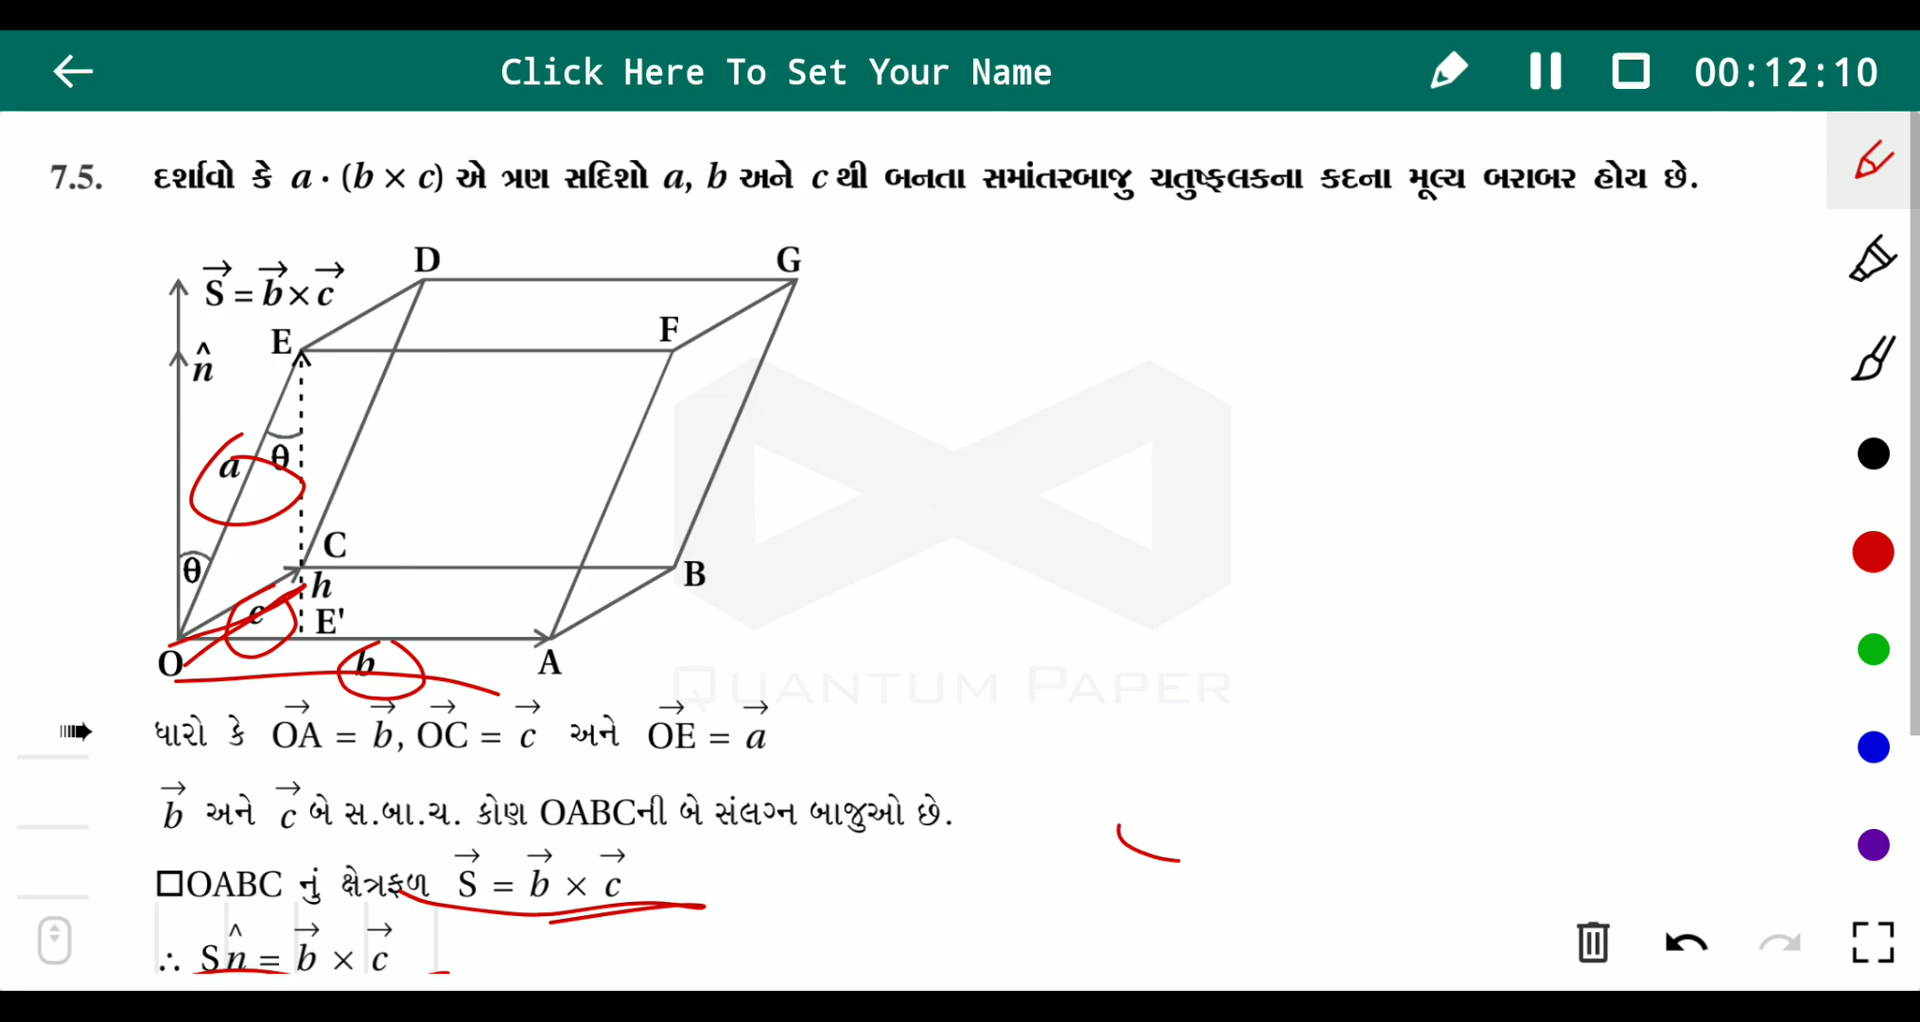 Click Here To Set Your Name
00:12:10
7.5. દર્શાવો કે a · (b × c) એ ત્રણ સદિશો a, b અને c થી બનતા સમાંતરબાજુ ચતુષ્ફલકના કદના મૂલ્ય બરાબર હોય છે.
D
G
S⃗ = b⃗ × c⃗
E
F
n̂
a
θ
C
θ
h
B
c
E'
O
b
A
QUANTUM PAPER
ધારો કે OA⃗ = b⃗, OC⃗ = c⃗ અને OE⃗ = a⃗
b⃗ અને c⃗ બે સ.બા.ચ. કોણ OABCની બે સંલગ્ન બાજુઓ છે.
□OABC નું ક્ષેત્રફળ S⃗ = b⃗ × c⃗
∴ Sn̂ = b⃗ × c⃗